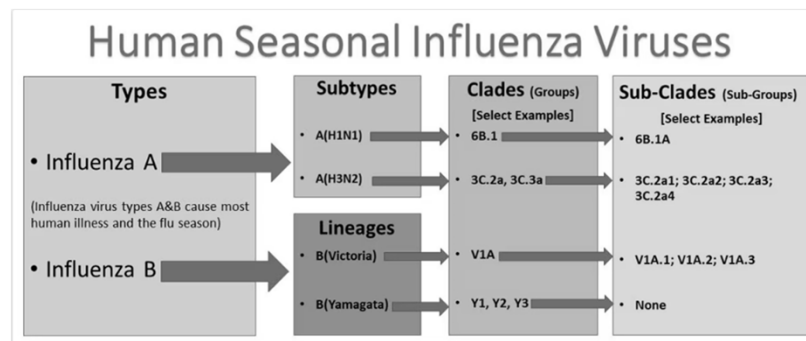 Human Seasonal Influenza Viruses
Types
• Influenza A
(Influenza virus types A&B cause most
human illness and the flu season)
• Influenza B
Subtypes
• A(H1N1)
• A(H3N2)
Lineages
• B(Victoria)
• B(Yamagata)
Clades (Groups)
[Select Examples]
• 6B.1
• 3C.2a, 3C.3a
• V1A
• Y1, Y2, Y3
Sub-Clades (Sub-Groups)
[Select Examples]
• 6B.1A
• 3C.2a1; 3C.2a2; 3C.2a3;
3C.2a4
• V1A.1; V1A.2; V1A.3
• None